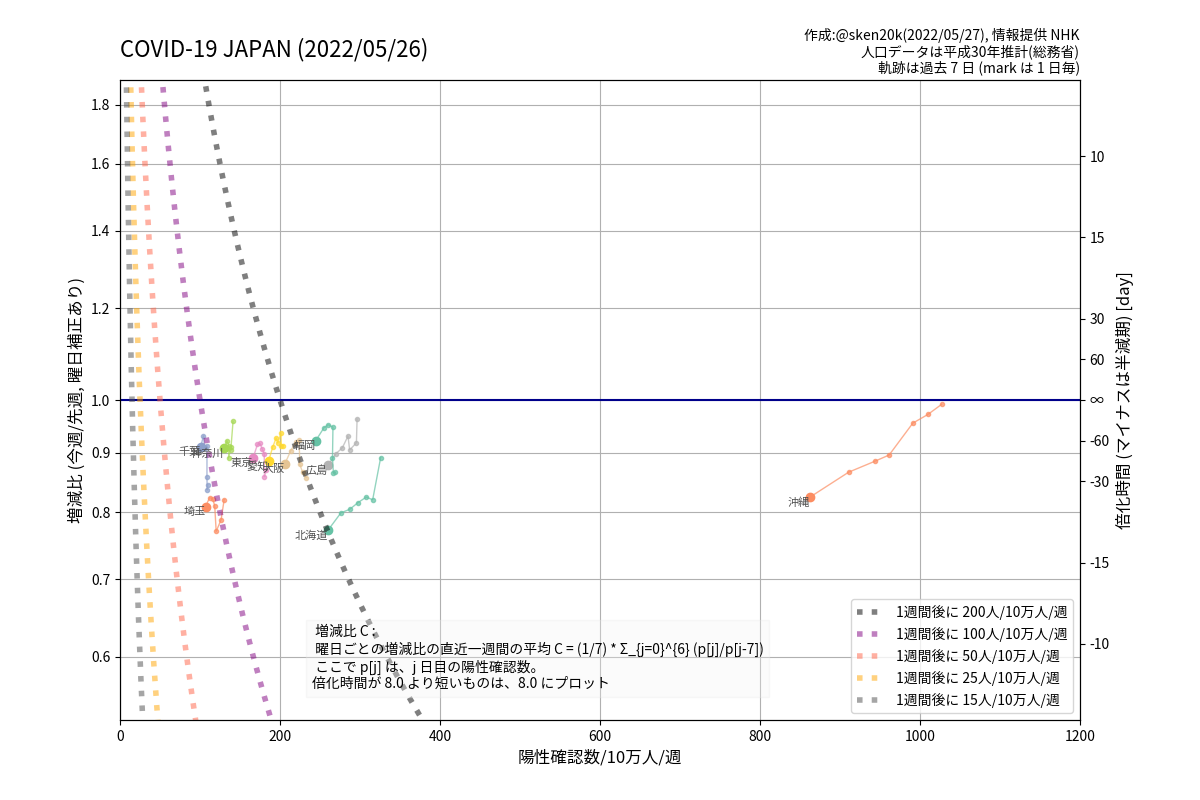 COVID-19 JAPAN (2022/05/26)
作成:@sken20k(2022/05/27), 情報提供 NHK
人口データは平成30年推計(総務省)
軌跡は過去 7 日 (mark は 1 日毎)
増減比 (今週/先週, 曜日補正あり)
1.8
1.6
1.4
1.2
1.0
0.9
0.8
0.7
0.6
10
15
30
60
∞
-60
-30
-15
-10
倍化時間 (マイナスは半減期) [day]
千葉
神奈川
東京
愛知
大阪
福岡
広島
埼玉
北海道
沖縄
増減比 C :
曜日ごとの増減比の直近一週間の平均 C = (1/7) * Σ_{j=0}^{6} (p[j]/p[j-7])
ここで p[j] は、j 日目の陽性確認数。
倍化時間が 8.0 より短いものは、8.0 にプロット
1週間後に 200人/10万人/週
1週間後に 100人/10万人/週
1週間後に 50人/10万人/週
1週間後に 25人/10万人/週
1週間後に 15人/10万人/週
0
200
400
600
800
1000
1200
陽性確認数/10万人/週